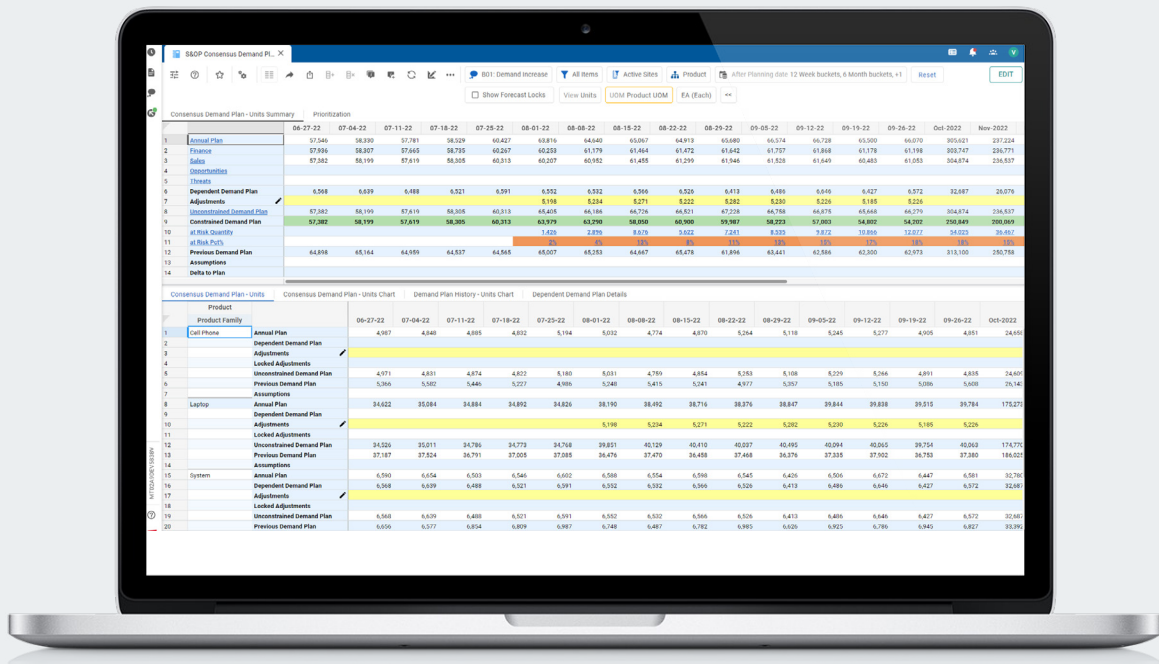 S&OP Consensus Demand Pl... ×
V
B01: Demand Increase All items Active Sites Product After Planning date 12 Week buckets, 6 Month buckets, +1 Reset EDIT
Show Forecast Locks View Units UOM Product UOM EA (Each) <<
Consensus Demand Plan - Units Summary Prioritization
06-27-22 07-04-22 07-11-22 07-18-22 07-25-22 08-01-22 08-08-22 08-15-22 08-22-22 08-29-22 09-05-22 09-12-22 09-19-22 09-26-22 Oct-2022 Nov-2022
1 Annual Plan 57,546 58,330 57,781 58,529 60,427 63,816 64,640 65,067 64,913 65,680 66,574 66,728 65,500 66,070 305,621 237,224
2 Finance 57,936 58,307 57,665 58,735 60,267 60,253 61,179 61,464 61,472 61,642 61,757 61,868 61,178 61,198 303,747 236,771
3 Sales 57,382 58,199 57,619 58,305 60,313 60,207 60,952 61,455 61,299 61,946 61,528 61,649 60,483 61,053 304,874 236,537
4 Opportunities
5 Threats
6 Dependent Demand Plan 6,568 6,639 6,488 6,521 6,591 6,552 6,532 6,566 6,526 6,413 6,486 6,646 6,427 6,572 32,687 26,076
7 Adjustments 5,198 5,234 5,271 5,222 5,282 5,230 5,226 5,185 5,226
8 Unconstrained Demand Plan 57,382 58,199 57,619 58,305 60,313 65,405 66,186 66,726 66,521 67,228 66,758 66,875 65,668 66,279 304,874 236,537
9 Constrained Demand Plan 57,382 58,199 57,619 58,305 60,313 63,979 63,290 58,050 60,900 59,987 58,223 57,003 54,802 54,202 250,849 200,069
10 at Risk Quantity 1,426 2,896 8,676 5,622 7,241 8,535 9,872 10,866 12,077 54,025 36,467
11 at Risk Pct% 2% 4% 13% 8% 11% 13% 15% 17% 18% 18% 15%
12 Previous Demand Plan 64,898 65,164 64,959 64,537 64,565 65,007 65,253 64,667 65,478 61,896 63,441 62,586 62,300 62,973 313,100 250,758
13 Assumptions
14 Delta to Plan
Consensus Demand Plan - Units Consensus Demand Plan - Units Chart Demand Plan History - Units Chart Dependent Demand Plan Details
Product
Product Family 06-27-22 07-04-22 07-11-22 07-18-22 07-25-22 08-01-22 08-08-22 08-15-22 08-22-22 08-29-22 09-05-22 09-12-22 09-19-22 09-26-22 Oct-2022
1 Cell Phone Annual Plan 4,987 4,848 4,885 4,832 5,194 5,032 4,774 4,870 5,264 5,118 5,245 5,277 4,905 4,851 24,650
2 Dependent Demand Plan
3 Adjustments
4 Locked Adjustments
5 Unconstrained Demand Plan 4,971 4,831 4,874 4,822 5,180 5,031 4,759 4,854 5,253 5,108 5,229 5,266 4,891 4,835 24,609
6 Previous Demand Plan 5,366 5,582 5,446 5,227 4,986 5,248 5,415 5,241 4,977 5,357 5,185 5,150 5,086 5,608 26,143
7 Assumptions
8 Laptop Annual Plan 34,622 35,084 34,884 34,892 34,826 38,190 38,492 38,716 38,376 38,847 39,844 39,838 39,515 39,784 175,273
9 Dependent Demand Plan
10 Adjustments 5,198 5,234 5,271 5,222 5,282 5,230 5,226 5,185 5,226
11 Locked Adjustments
12 Unconstrained Demand Plan 34,526 35,011 34,786 34,773 34,768 39,851 40,129 40,410 40,037 40,495 40,094 40,065 39,754 40,063 174,770
13 Previous Demand Plan 37,187 37,524 36,791 37,005 37,085 36,476 37,470 36,458 37,468 36,376 37,335 37,902 36,753 37,380 186,025
14 Assumptions
15 System Annual Plan 6,590 6,654 6,503 6,546 6,602 6,588 6,554 6,598 6,545 6,426 6,506 6,672 6,447 6,581 32,780
16 Dependent Demand Plan 6,568 6,639 6,488 6,521 6,591 6,552 6,532 6,566 6,526 6,413 6,486 6,646 6,427 6,572 32,687
17 Adjustments
18 Locked Adjustments
19 Unconstrained Demand Plan 6,568 6,639 6,488 6,521 6,591 6,552 6,532 6,566 6,526 6,413 6,486 6,646 6,427 6,572 32,687
20 Previous Demand Plan 6,656 6,577 6,854 6,809 6,987 6,748 6,487 6,782 6,985 6,626 6,925 6,786 6,945 6,827 33,392